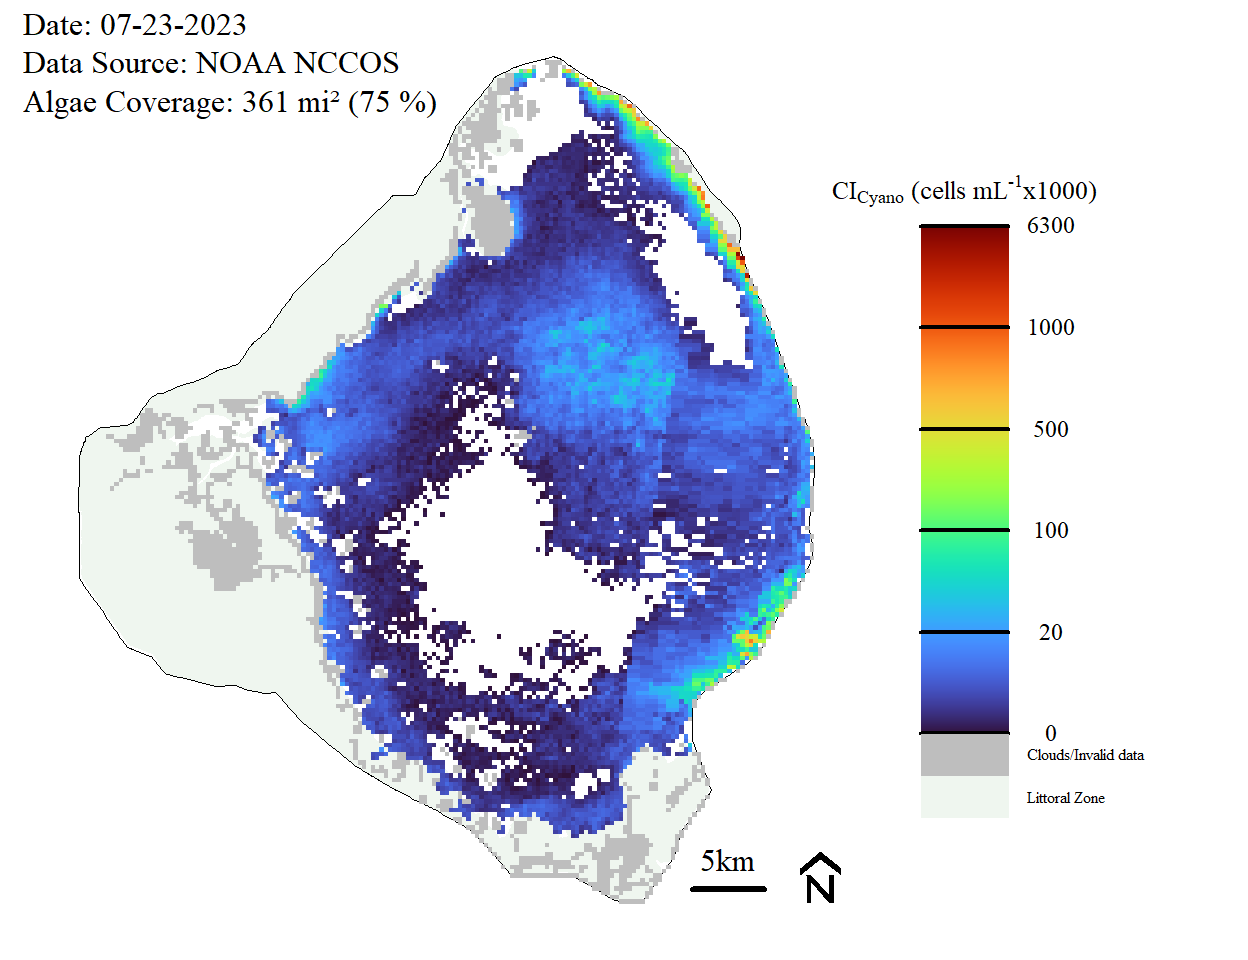 Date: 07-23-2023
Data Source: NOAA NCCOS
Algae Coverage: 361 mi² (75 %)
CI_Cyano (cells mL⁻¹x1000)
6300
1000
500
100
20
0
Clouds/Invalid data
Littoral Zone
5km
N